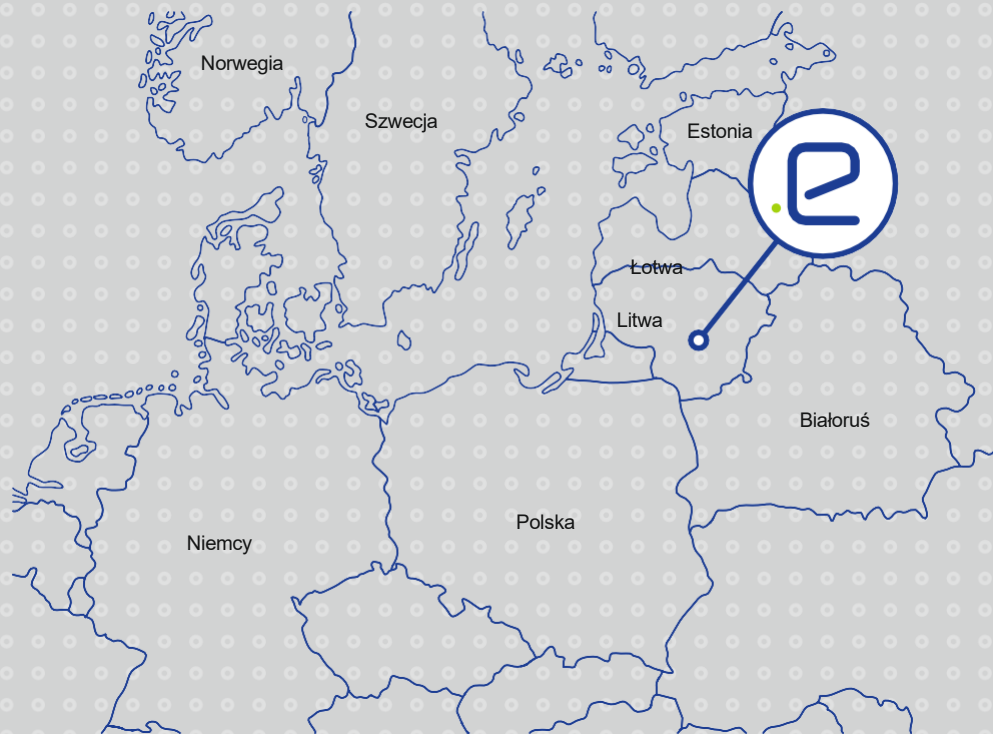 Norwegia
Szwecja
Estonia
Łotwa
Litwa
Białoruś
Polska
Niemcy